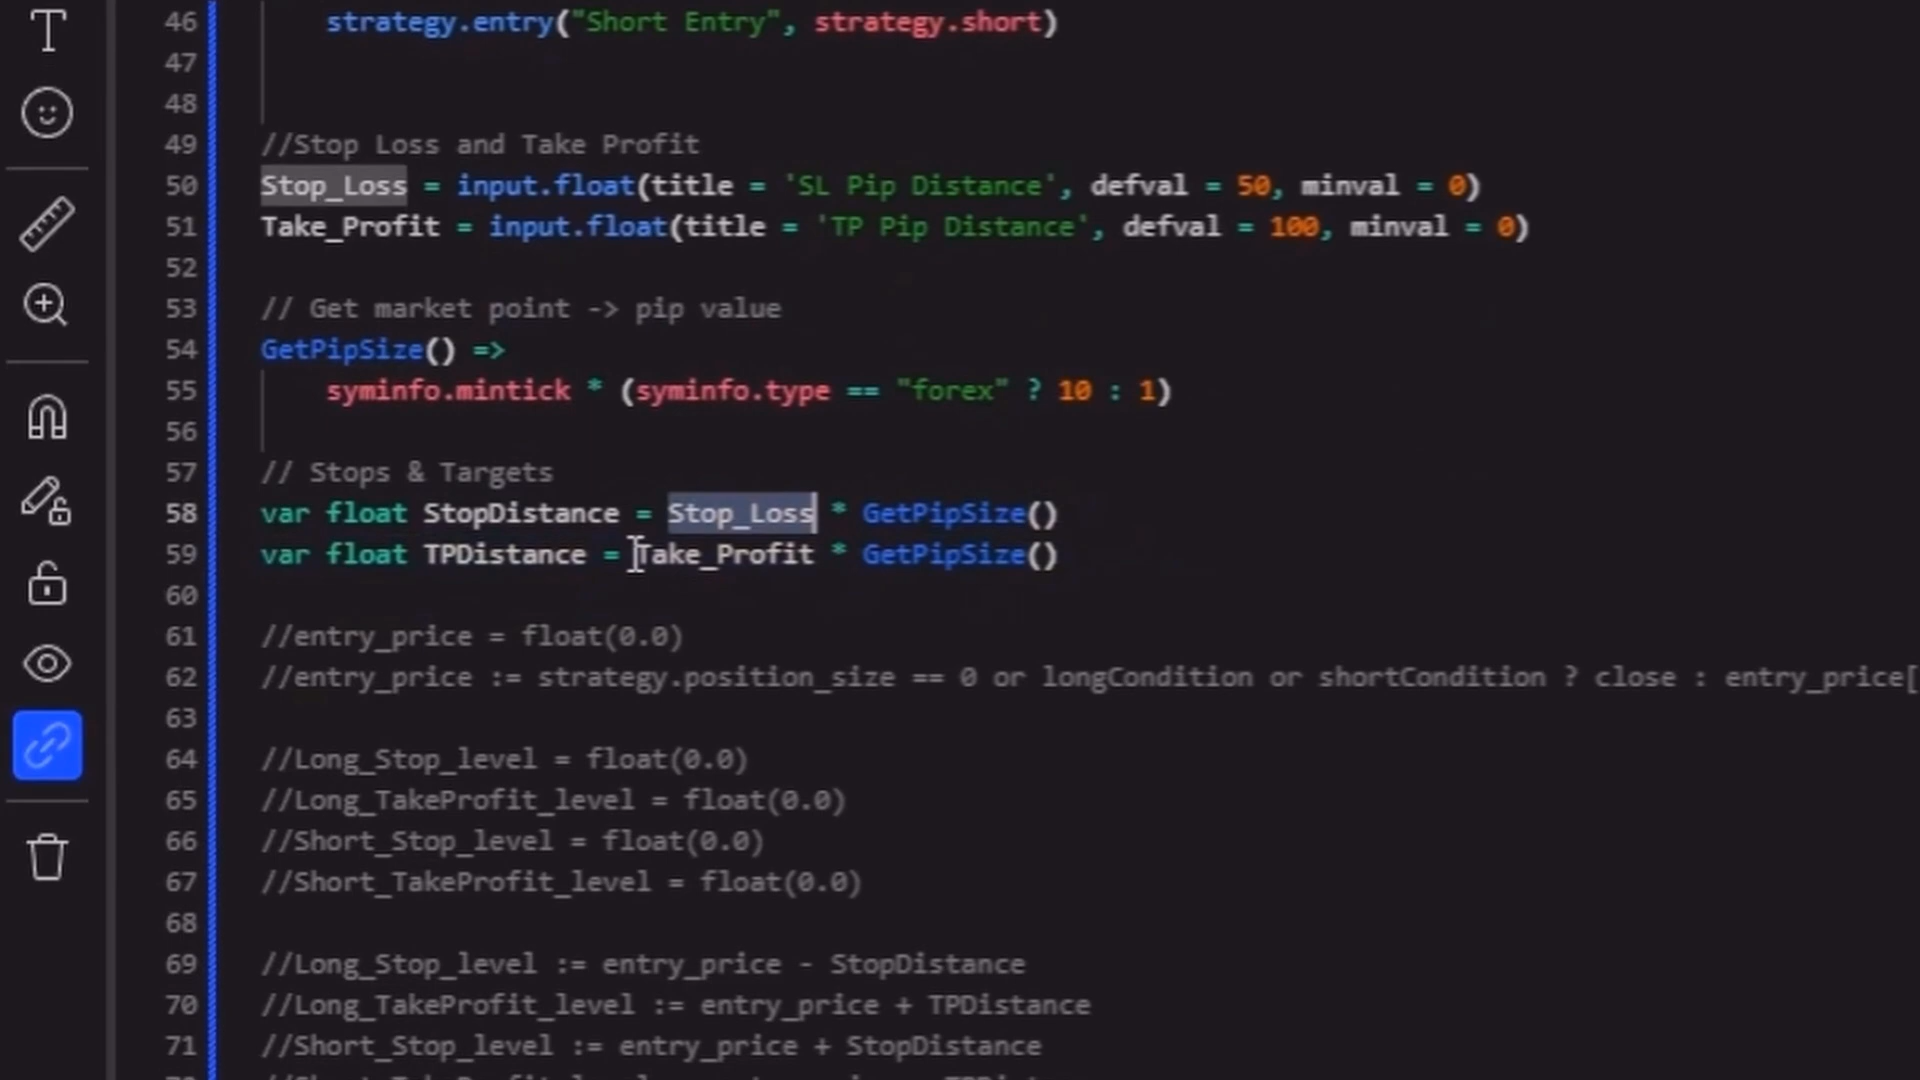 46 strategy.entry("Short Entry", strategy.short)
47
48
49 //Stop Loss and Take Profit
50 Stop_Loss = input.float(title = 'SL Pip Distance', defval = 50, minval = 0)
51 Take_Profit = input.float(title = 'TP Pip Distance', defval = 100, minval = 0)
52
53 // Get market point -> pip value
54 GetPipSize() =>
55 syminfo.mintick * (syminfo.type == "forex" ? 10 : 1)
56
57 // Stops & Targets
58 var float StopDistance = Stop_Loss * GetPipSize()
59 var float TPDistance = Take_Profit * GetPipSize()
60
61 //entry_price = float(0.0)
62 //entry_price := strategy.position_size == 0 or longCondition or shortCondition ? close : entry_price[
63
64 //Long_Stop_level = float(0.0)
65 //Long_TakeProfit_level = float(0.0)
66 //Short_Stop_level = float(0.0)
67 //Short_TakeProfit_level = float(0.0)
68
69 //Long_Stop_level := entry_price - StopDistance
70 //Long_TakeProfit_level := entry_price + TPDistance
71 //Short_Stop_level := entry_price + StopDistance